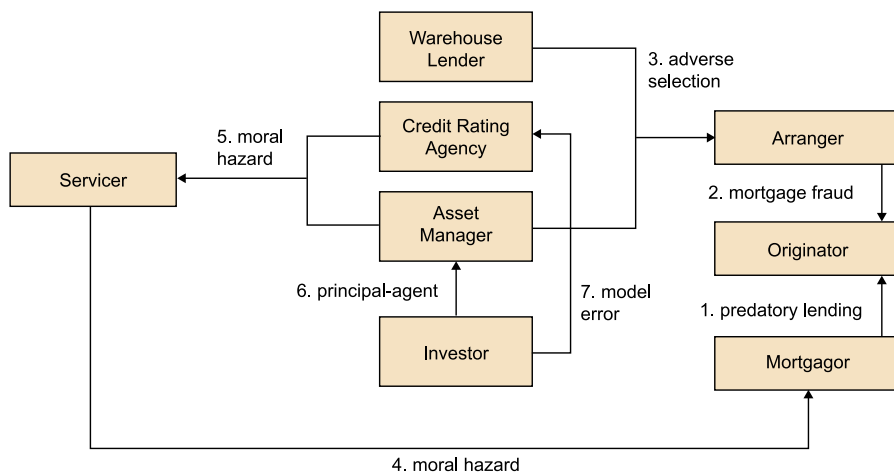 Warehouse
Lender
3. adverse
selection
Credit Rating
Agency
Arranger
5. moral
hazard
Servicer
2. mortgage fraud
Asset
Manager
Originator
6. principal-agent
7. model
error
1. predatory lending
Investor
Mortgagor
4. moral hazard